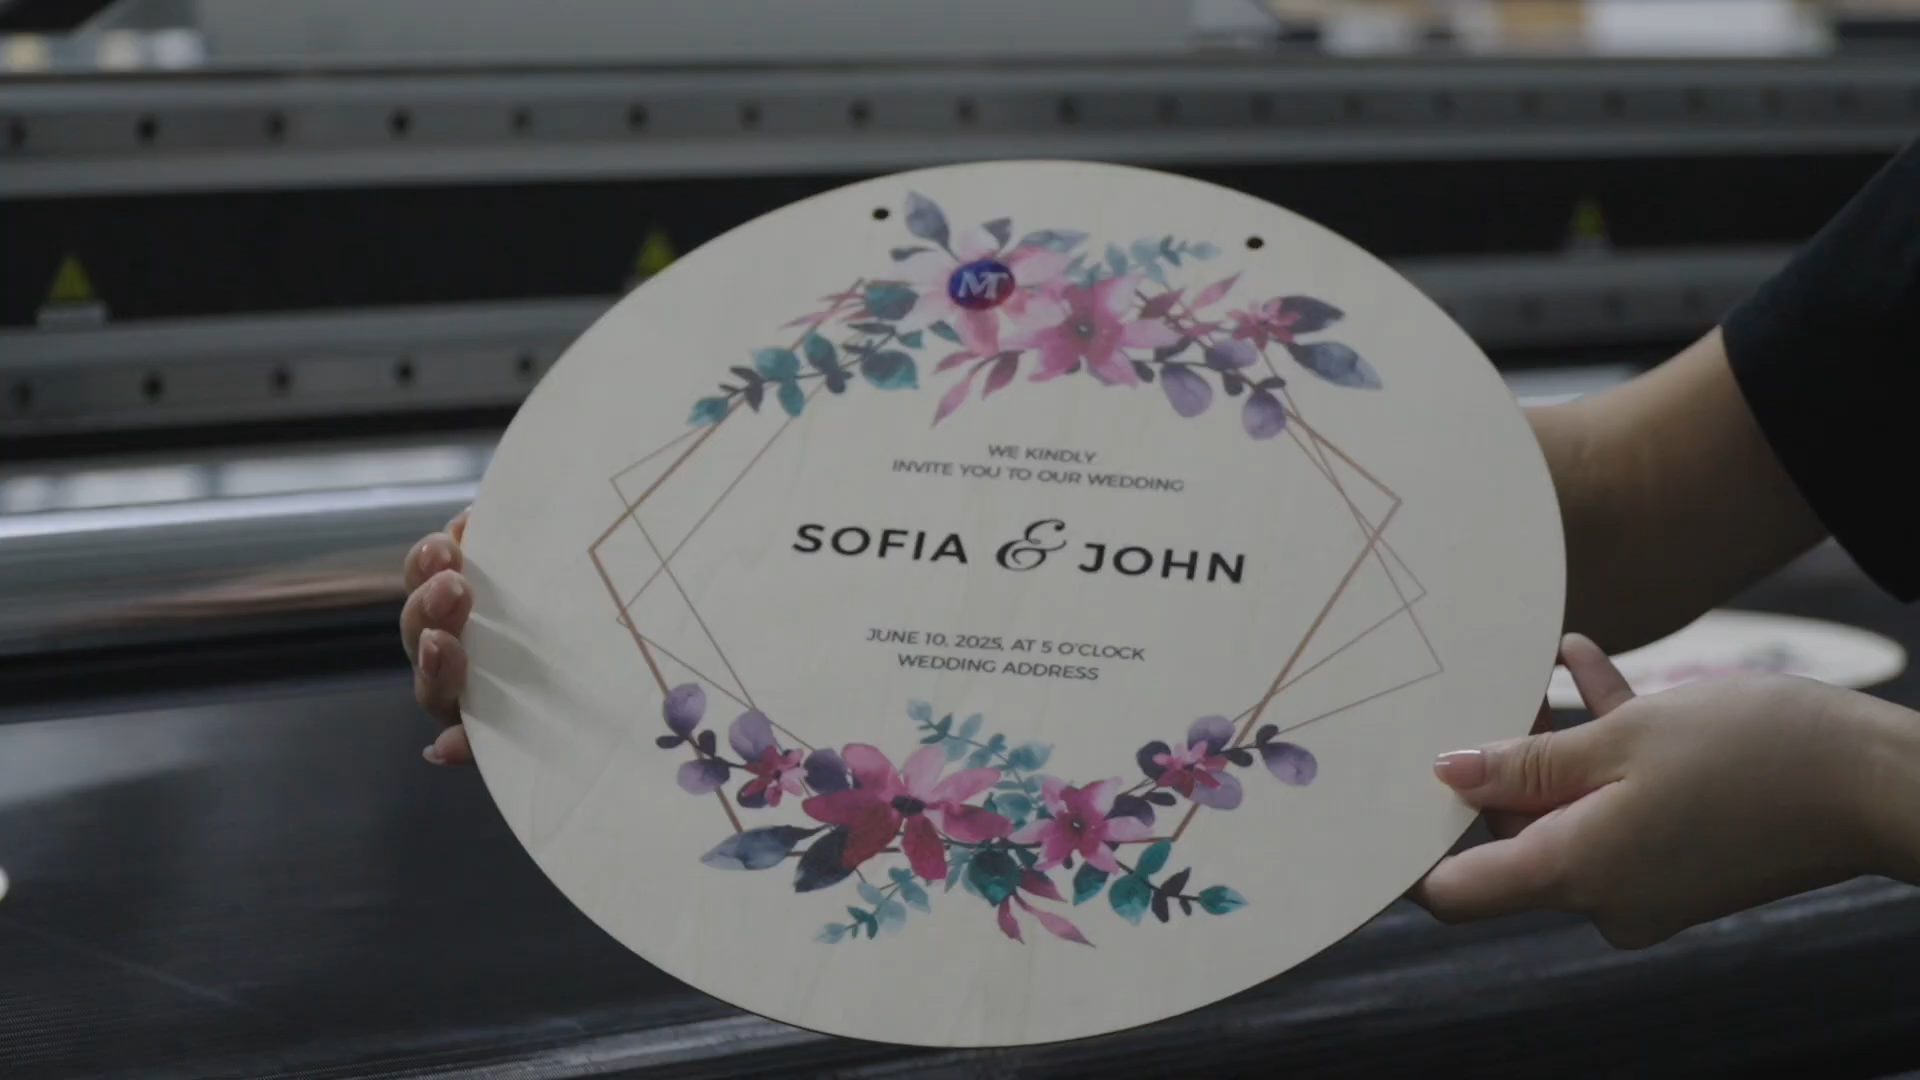 MT
WE KINDLY
INVITE YOU TO OUR WEDDING
SOFIA & JOHN
JUNE 10, 2025, AT 5 O'CLOCK
WEDDING ADDRESS